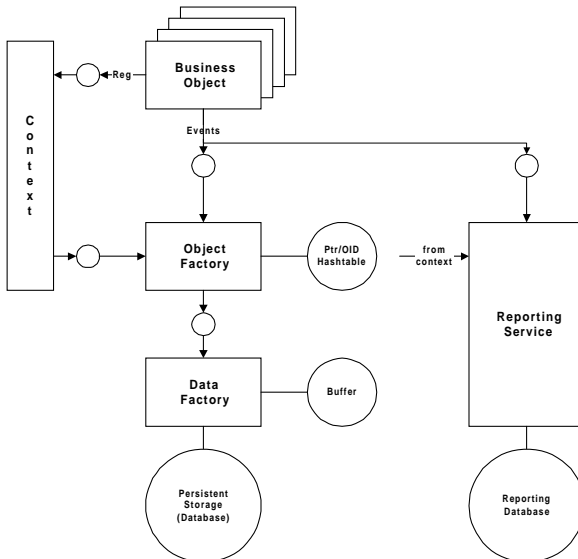 Business
Object
Reg
Context
Events
Object
Factory
Ptr/OID
Hashtable
from
context
Reporting
Service
Data
Factory
Buffer
Persistent
Storage
(Database)
Reporting
Database